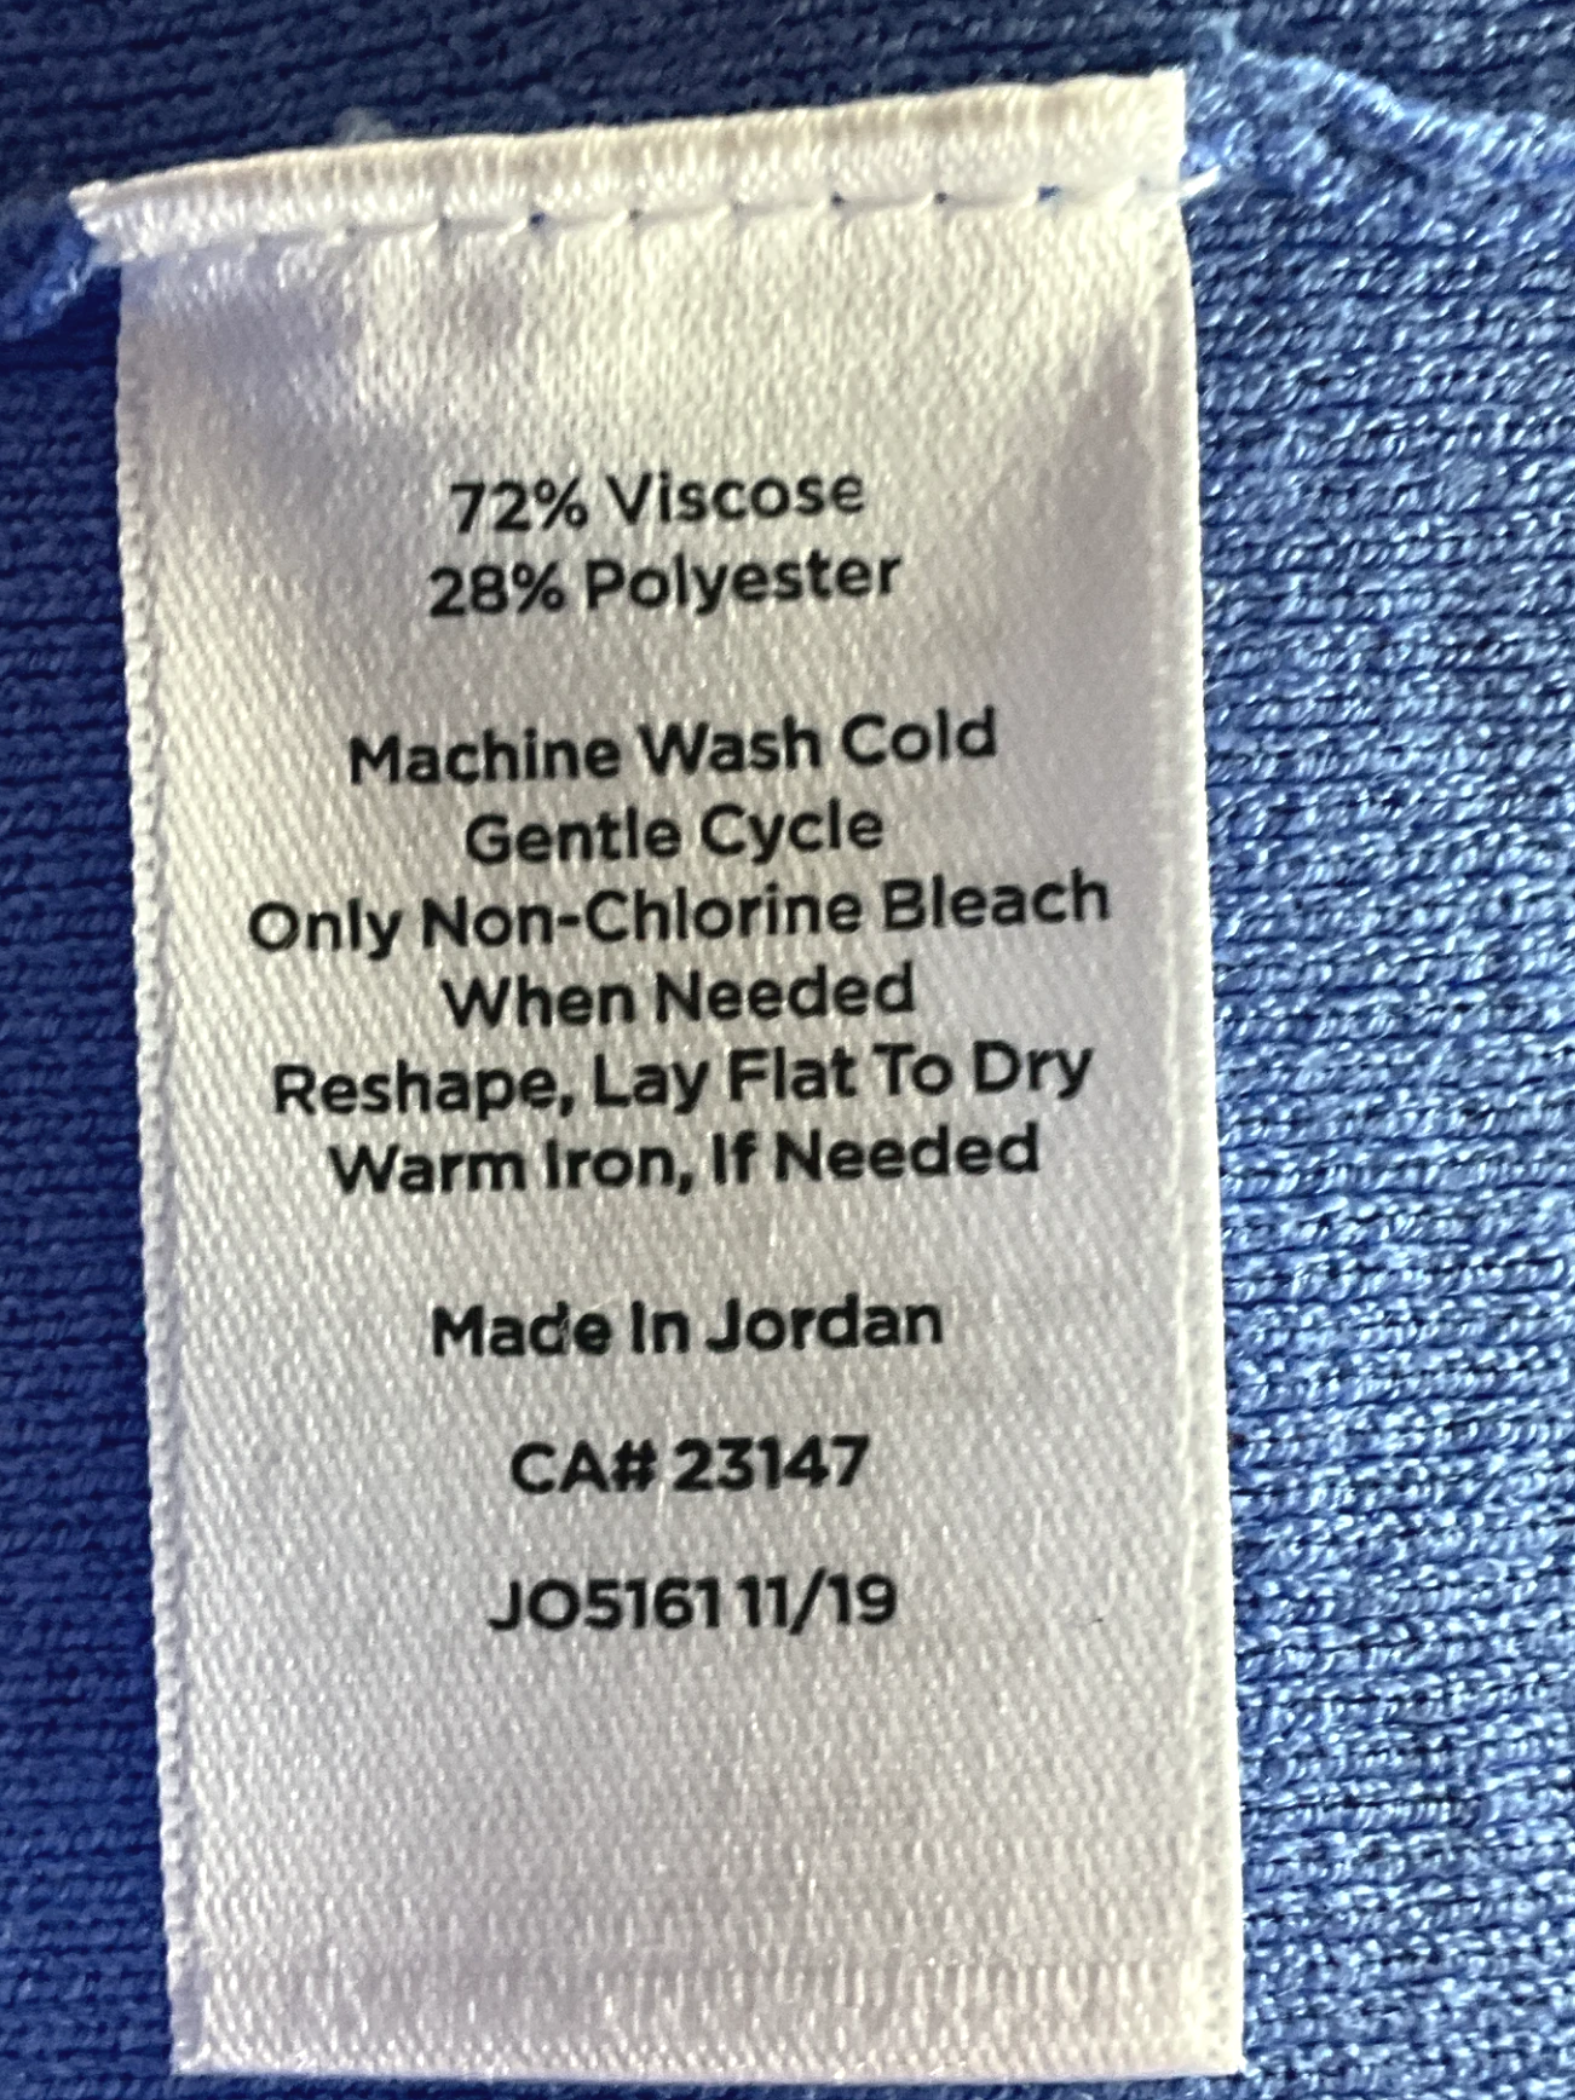 72% Viscose
28% Polyester
Machine Wash Cold
Gentle Cycle
Only Non-Chlorine Bleach
When Needed
Reshape, Lay Flat To Dry
Warm Iron, If Needed
Made In Jordan
CA# 23147
JO5161 11/19